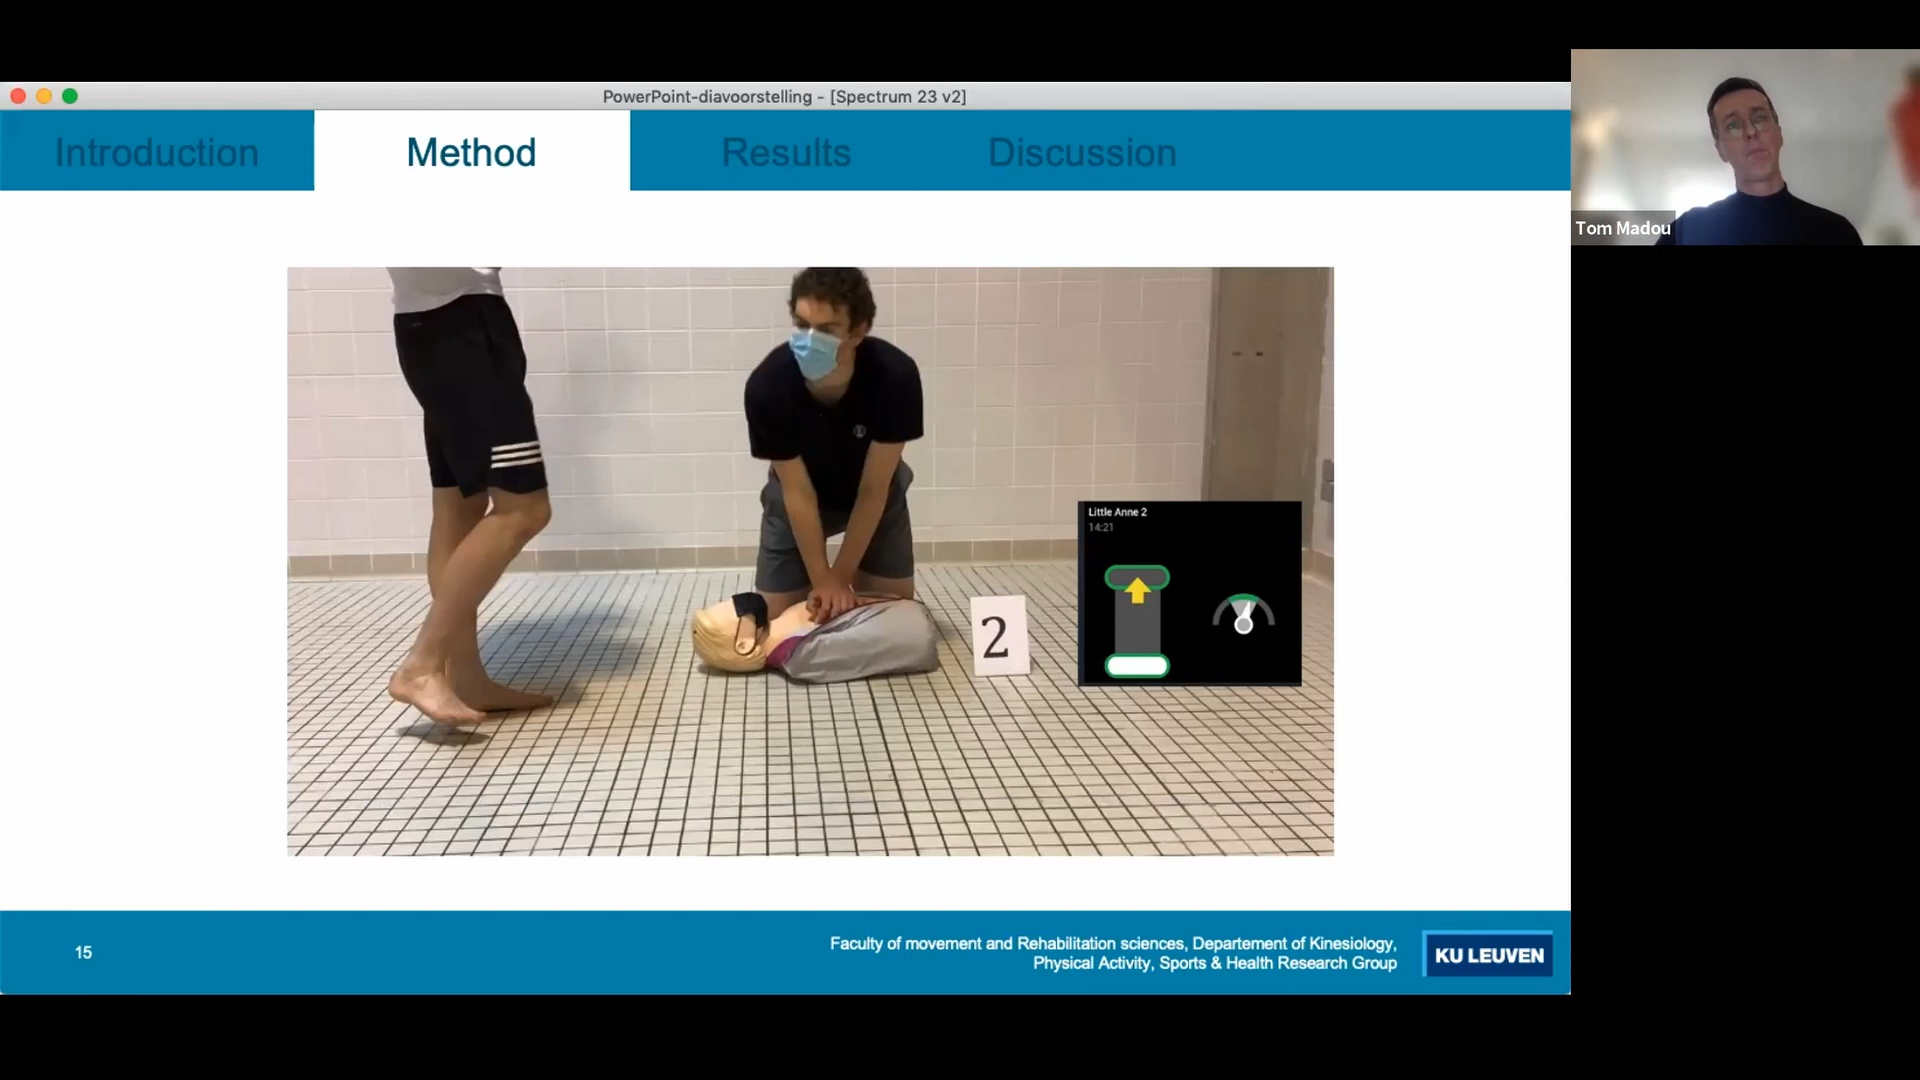 PowerPoint-diavoorstelling - [Spectrum 23 v2]
Introduction
Method
Results
Discussion
Tom Madou
Little Anne 2
14:21
2
15
Faculty of movement and Rehabilitation sciences, Departement of Kinesiology,
Physical Activity, Sports & Health Research Group
KU LEUVEN